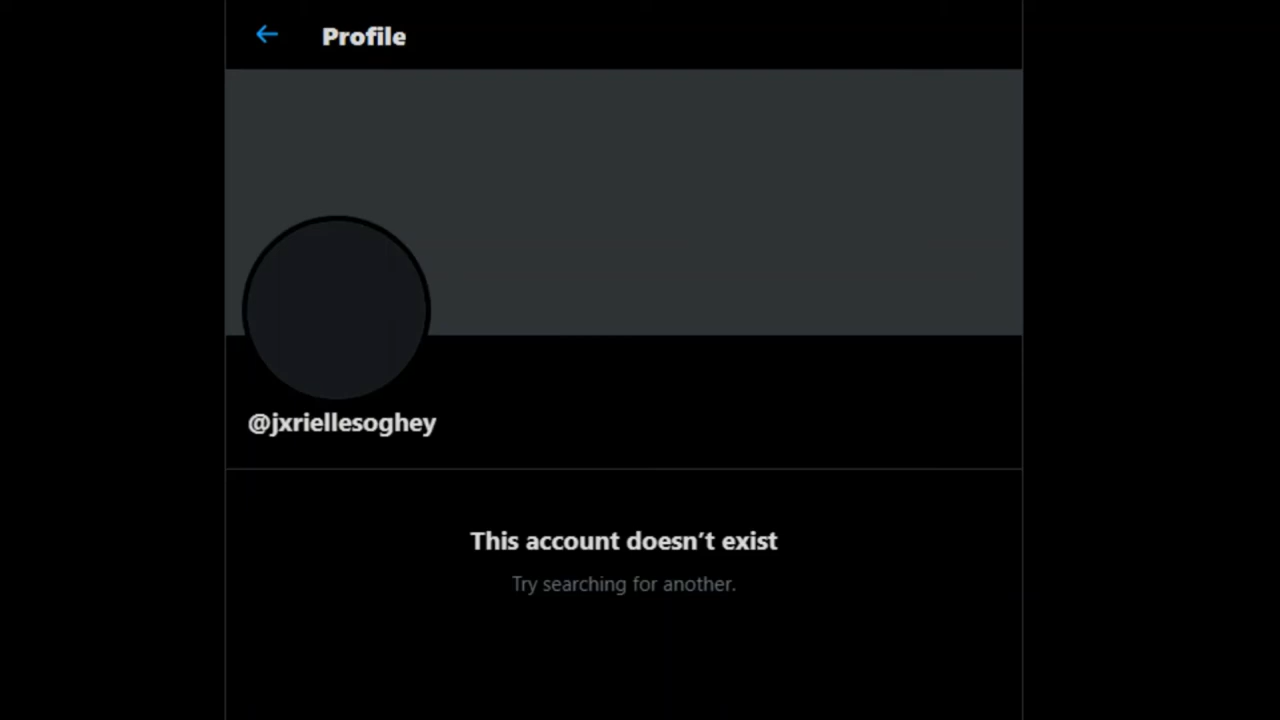 Profile
@jxriellesoghey
This account doesn’t exist
Try searching for another.